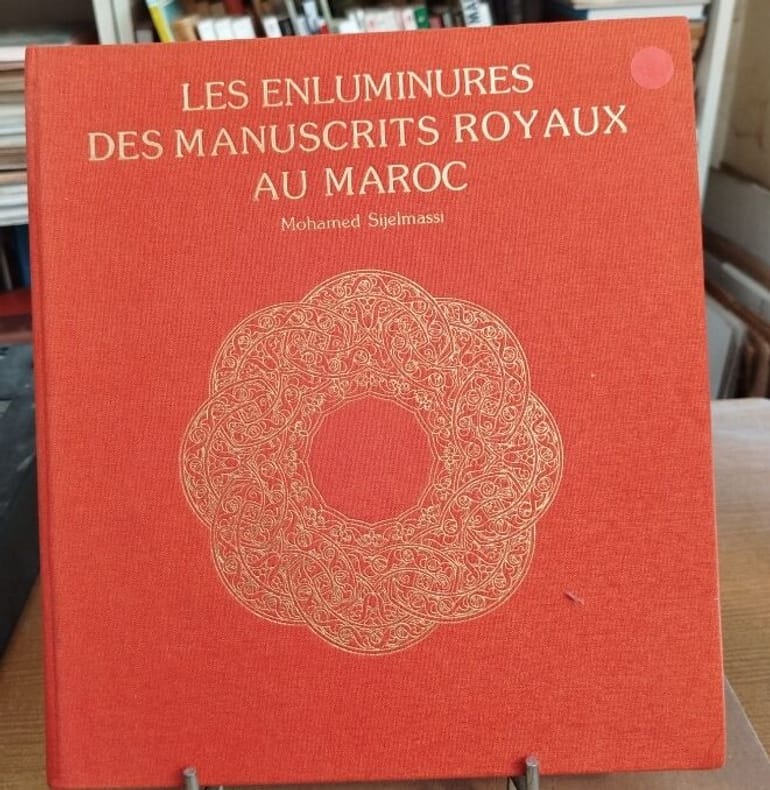 LES ENLUMINURES
DES MANUSCRITS ROYAUX
AU MAROC
Mohamed Sijelmassi